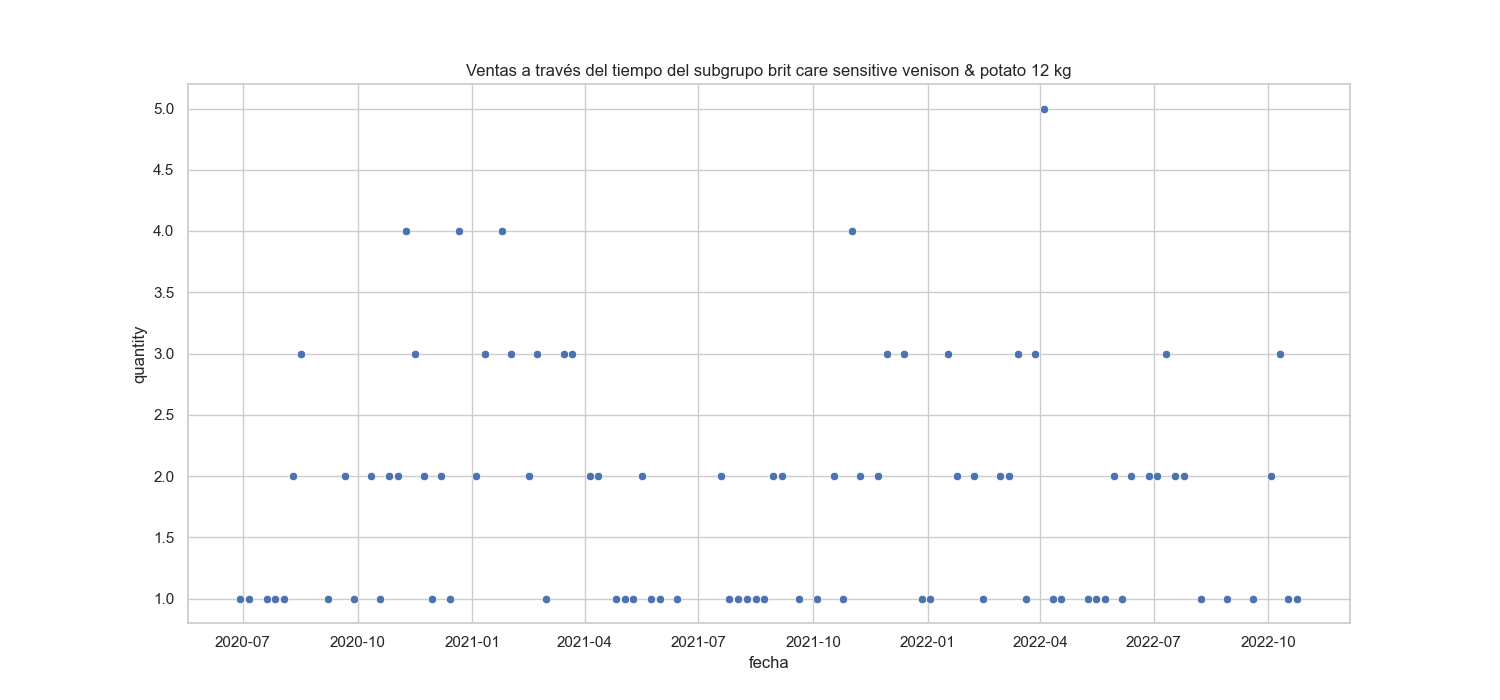 Ventas a través del tiempo del subgrupo brit care sensitive venison & potato 12 kg
5.0
4.5
4.0
3.5
3.0
2.5
2.0
1.5
1.0
quantity
2020-07 2020-10 2021-01 2021-04 2021-07 2021-10 2022-01 2022-04 2022-07 2022-10
fecha